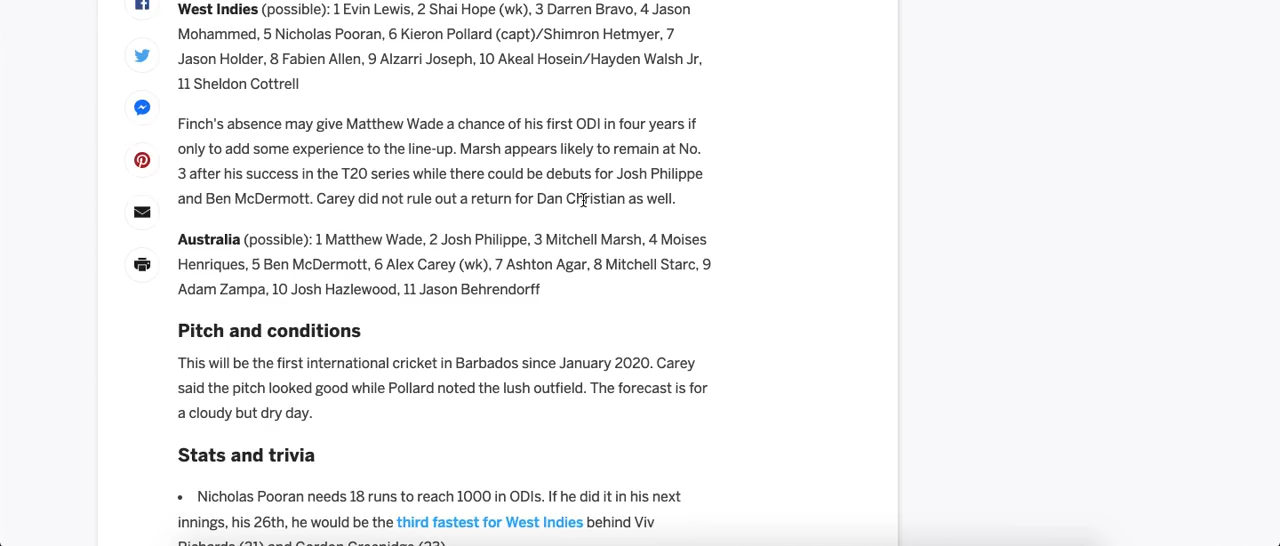 West Indies (possible): 1 Evin Lewis, 2 Shai Hope (wk), 3 Darren Bravo, 4 Jason
Mohammed, 5 Nicholas Pooran, 6 Kieron Pollard (capt)/Shimron Hetmyer, 7
Jason Holder, 8 Fabien Allen, 9 Alzarri Joseph, 10 Akeal Hosein/Hayden Walsh Jr,
11 Sheldon Cottrell
Finch's absence may give Matthew Wade a chance of his first ODI in four years if
only to add some experience to the line-up. Marsh appears likely to remain at No.
3 after his success in the T20 series while there could be debuts for Josh Philippe
and Ben McDermott. Carey did not rule out a return for Dan Christian as well.
Australia (possible): 1 Matthew Wade, 2 Josh Philippe, 3 Mitchell Marsh, 4 Moises
Henriques, 5 Ben McDermott, 6 Alex Carey (wk), 7 Ashton Agar, 8 Mitchell Starc, 9
Adam Zampa, 10 Josh Hazlewood, 11 Jason Behrendorff
Pitch and conditions
This will be the first international cricket in Barbados since January 2020. Carey
said the pitch looked good while Pollard noted the lush outfield. The forecast is for
a cloudy but dry day.
Stats and trivia
• Nicholas Pooran needs 18 runs to reach 1000 in ODIs. If he did it in his next
innings, his 26th, he would be the third fastest for West Indies behind Viv
Richards (21) and Gordon Greenidge (23)